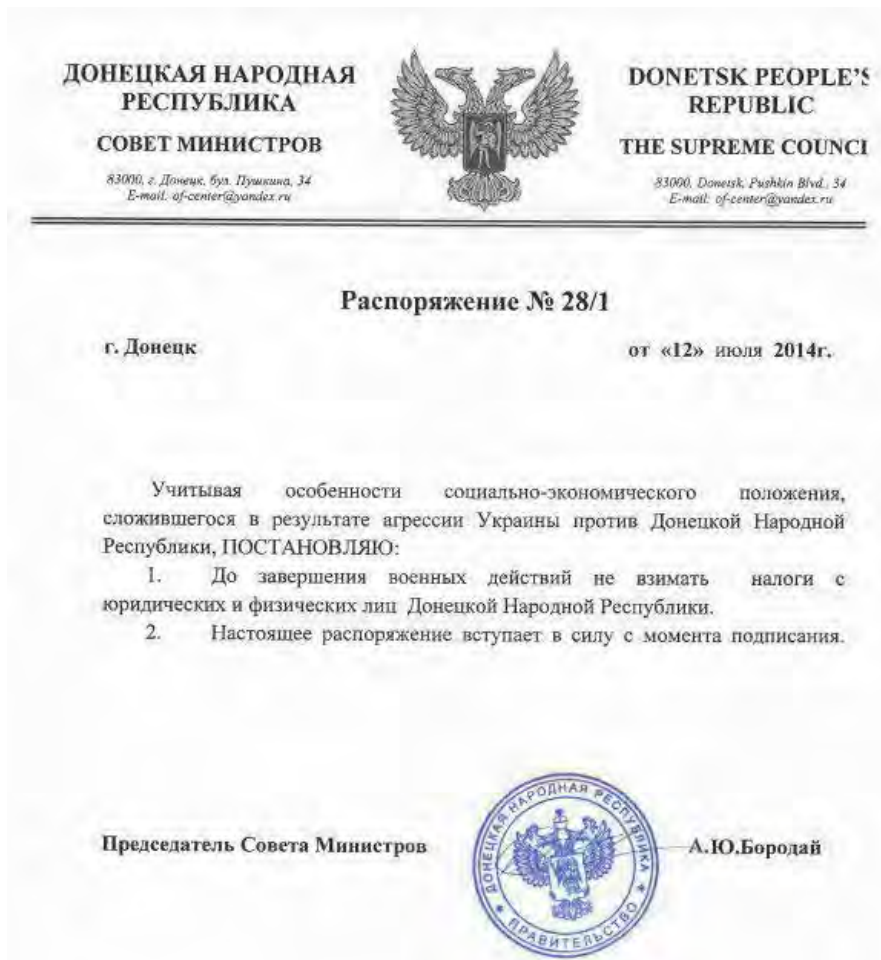 ДОНЕЦКАЯ НАРОДНАЯ
РЕСПУБЛИКА
СОВЕТ МИНИСТРОВ
83000, г. Донецк, бул. Пушкина, 34
E-mail: of-center@yandex.ru
DONETSK PEOPLE'S
REPUBLIC
THE SUPREME COUNCI
83000, Donetsk, Pushkin Blvd., 34
E-mail: of-center@yandex.ru
Распоряжение № 28/1
г. Донецк
от «12» июля 2014г.
Учитывая особенности социально-экономического положения,
сложившегося в результате агрессии Украины против Донецкой Народной
Республики, ПОСТАНОВЛЯЮ:
1. До завершения военных действий не взимать налоги с
юридических и физических лиц Донецкой Народной Республики.
2. Настоящее распоряжение вступает в силу с момента подписания.
Председатель Совета Министров
ДОНЕЦКАЯ НАРОДНАЯ РЕСПУБЛИКА
ПРАВИТЕЛЬСТВО
А.Ю.Бородай